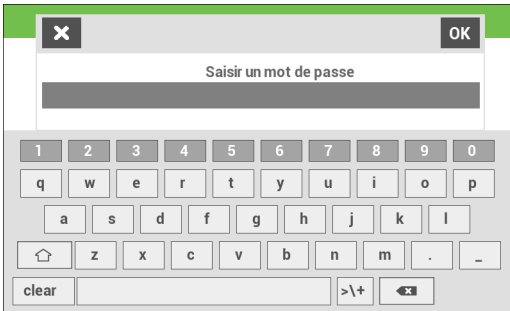 OK
Saisir un mot de passe
1 2 3 4 5 6 7 8 9 0
q w e r t y u i o p
a s d f g h j k l
z x c v b n m . _
clear >\+